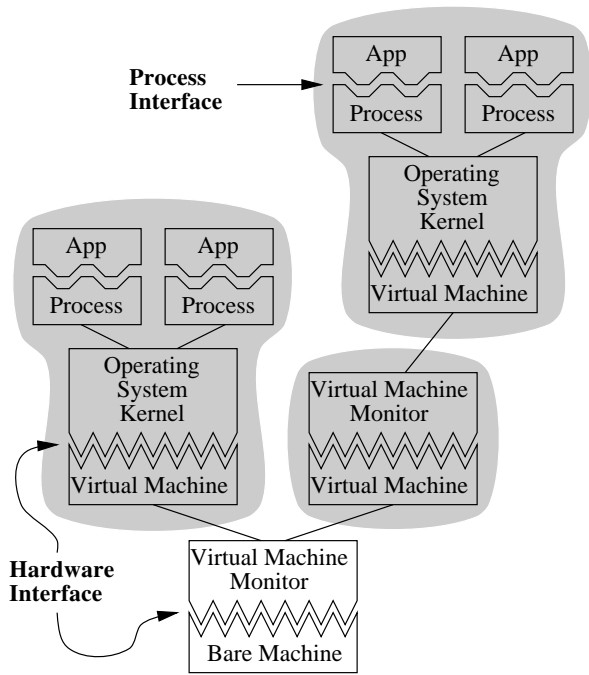 App
App
Process
Interface
Process
Process
Operating
System
Kernel
Virtual Machine
App
App
Process
Process
Operating
System
Kernel
Virtual Machine
Virtual Machine
Monitor
Virtual Machine
Hardware
Interface
Virtual Machine
Monitor
Bare Machine